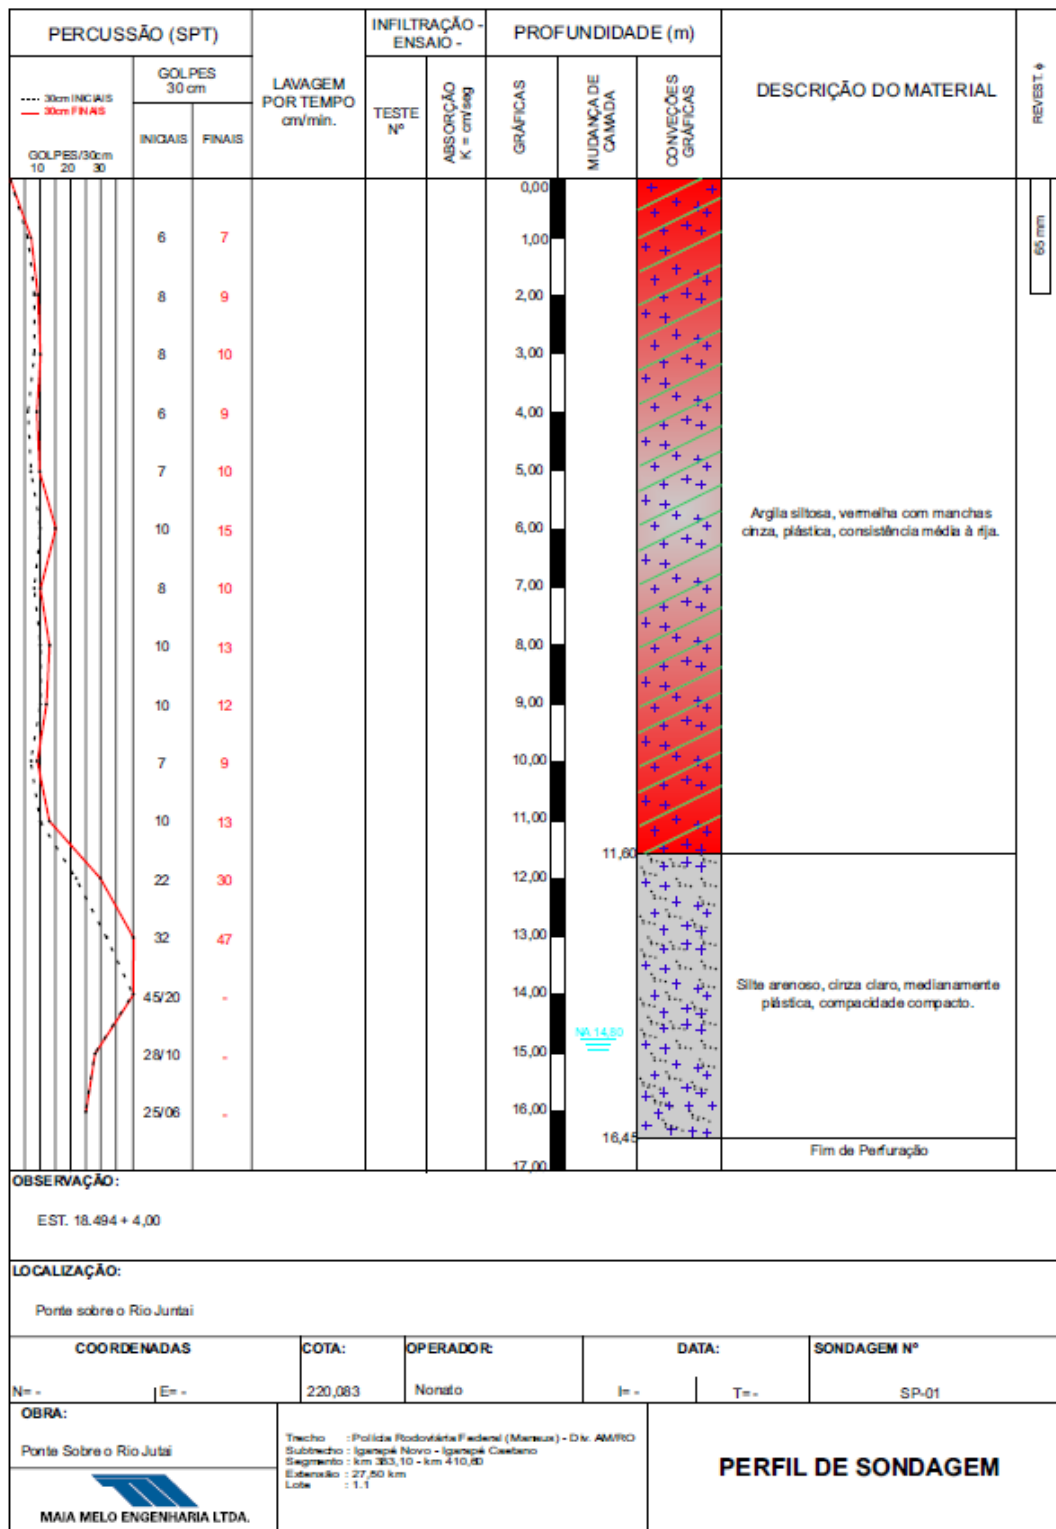 PERCUSSÃO (SPT)
INFILTRAÇÃO -
ENSAIO -
PROFUNDIDADE (m)
30cm INICIAIS
30cm FINAIS
GOLPES
30 cm
LAVAGEM
POR TEMPO
cm/min.
TESTE
Nº
ABSORÇÃO
K = cm/seg
GRÁFICAS
MUDANÇA DE
CAMADA
CONVEÇÕES
GRÁFICAS
DESCRIÇÃO DO MATERIAL
REVEST. ϕ
INICIAIS FINAIS
GOLPES/30cm
10 20 30
0,00
65 mm
6 7 1,00
8 9 2,00
8 10 3,00
6 9 4,00
7 10 5,00
10 15 6,00
Argila siltosa, vermelha com manchas
cinza, plástica, consistência média à rija.
8 10 7,00
10 13 8,00
10 12 9,00
7 9 10,00
10 13 11,00
11,60
22 30 12,00
32 47 13,00
45/20 - 14,00
Silte arenoso, cinza claro, medianamente
plástica, compacidade compacto.
NA 14,80
28/10 - 15,00
25/06 - 16,00
16,45
Fim de Perfuração
17,00
OBSERVAÇÃO:
EST. 18.494 + 4,00
LOCALIZAÇÃO:
Ponte sobre o Rio Juntai
COORDENADAS COTA: OPERADOR: DATA: SONDAGEM Nº
N= - E= - 220,083 Nonato I= - T= - SP-01
OBRA:
Ponte Sobre o Rio Jutai
Trecho : Polícia Rodoviária Federal (Manaus) - Div. AM/RO
Subtrecho : Igarapé Novo - Igarapé Caetano
Segmento : km 383,10 - km 410,60
Extensão : 27,50 km
Lote : 1.1
PERFIL DE SONDAGEM
MAIA MELO ENGENHARIA LTDA.